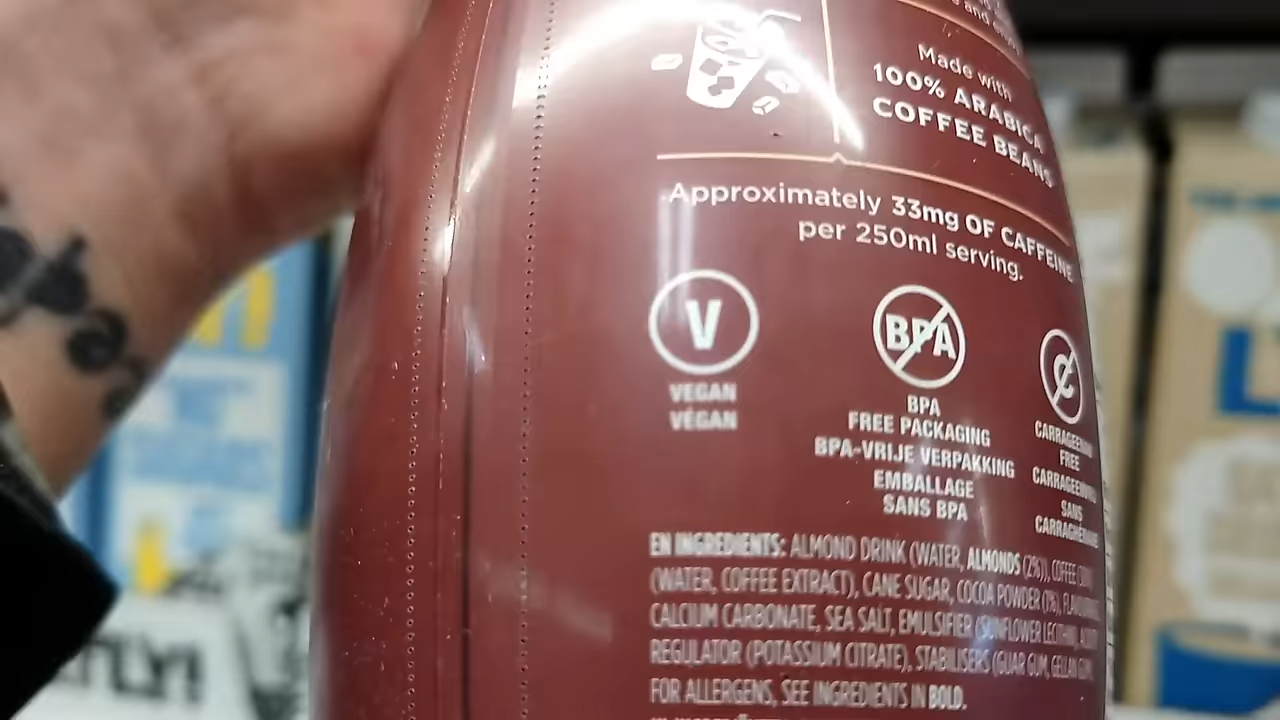 and
Made with
100% ARABICA
COFFEE BEANS
Approximately 33mg OF CAFFEINE
per 250ml serving.
V
VEGAN
VÉGAN
BPA
BPA
FREE PACKAGING
BPA-VRIJE VERPAKKING
EMBALLAGE
SANS BPA
C
FREE
SANS
EN INGREDIENTS: ALMOND DRINK (WATER, ALMONDS (2%)), COFFEE
(WATER, COFFEE EXTRACT), CANE SUGAR, COCOA POWDER (1%),
CALCIUM CARBONATE, SEA SALT, EMULSIFIER (SUNFLOWER LECITHIN),
REGULATOR (POTASSIUM CITRATE), STABILISERS (GUAR GUM, GELLAN GUM,
FOR ALLERGENS, SEE INGREDIENTS IN BOLD.